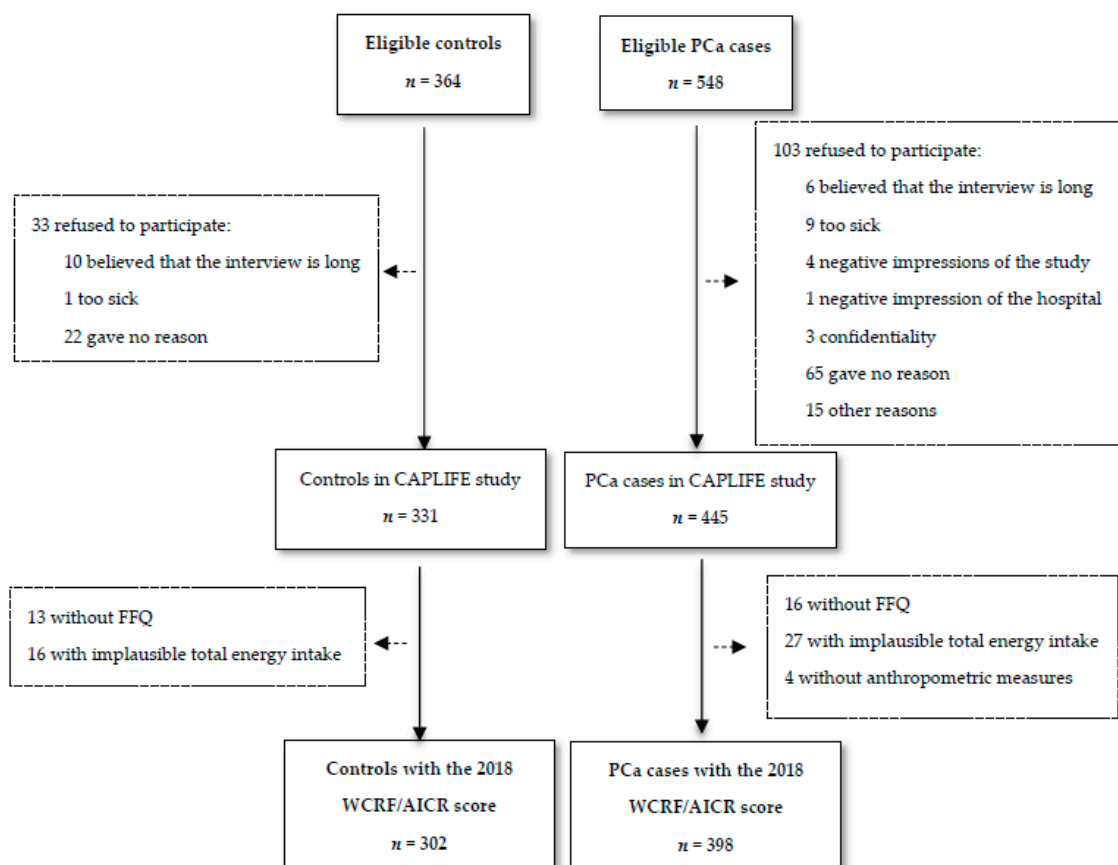 Eligible controls
n = 364
Eligible PCa cases
n = 548
33 refused to participate:
10 believed that the interview is long
1 too sick
22 gave no reason
103 refused to participate:
6 believed that the interview is long
9 too sick
4 negative impressions of the study
1 negative impression of the hospital
3 confidentiality
65 gave no reason
15 other reasons
Controls in CAPLIFE study
n = 331
PCa cases in CAPLIFE study
n = 445
13 without FFQ
16 with implausible total energy intake
16 without FFQ
27 with implausible total energy intake
4 without anthropometric measures
Controls with the 2018
WCRF/AICR score
n = 302
PCa cases with the 2018
WCRF/AICR score
n = 398